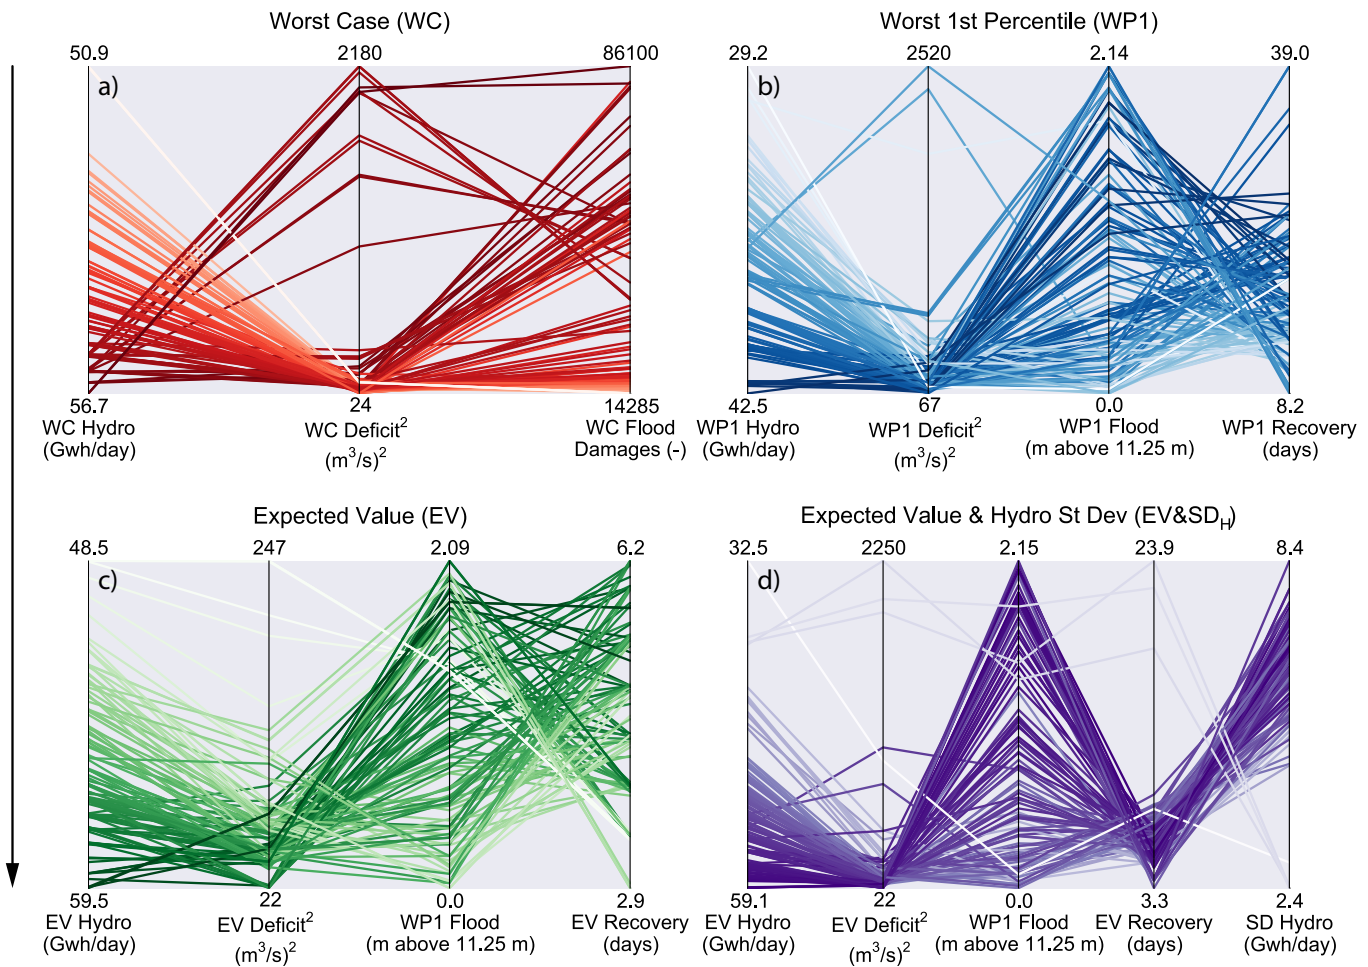 Worst Case (WC)
50.9 2180 86100
a)
56.7 24 14285
WC Hydro
(Gwh/day)
WC Deficit²
(m³/s)²
WC Flood
Damages (-)
Worst 1st Percentile (WP1)
29.2 2520 2.14 39.0
b)
42.5 67 0.0 8.2
WP1 Hydro
(Gwh/day)
WP1 Deficit²
(m³/s)²
WP1 Flood
(m above 11.25 m)
WP1 Recovery
(days)
Expected Value (EV)
48.5 247 2.09 6.2
c)
59.5 22 0.0 2.9
EV Hydro
(Gwh/day)
EV Deficit²
(m³/s)²
WP1 Flood
(m above 11.25 m)
EV Recovery
(days)
Expected Value & Hydro St Dev (EV&SD_H)
32.5 2250 2.15 23.9 8.4
d)
59.1 22 0.0 3.3 2.4
EV Hydro
(Gwh/day)
EV Deficit²
(m³/s)²
WP1 Flood
(m above 11.25 m)
EV Recovery
(days)
SD Hydro
(Gwh/day)